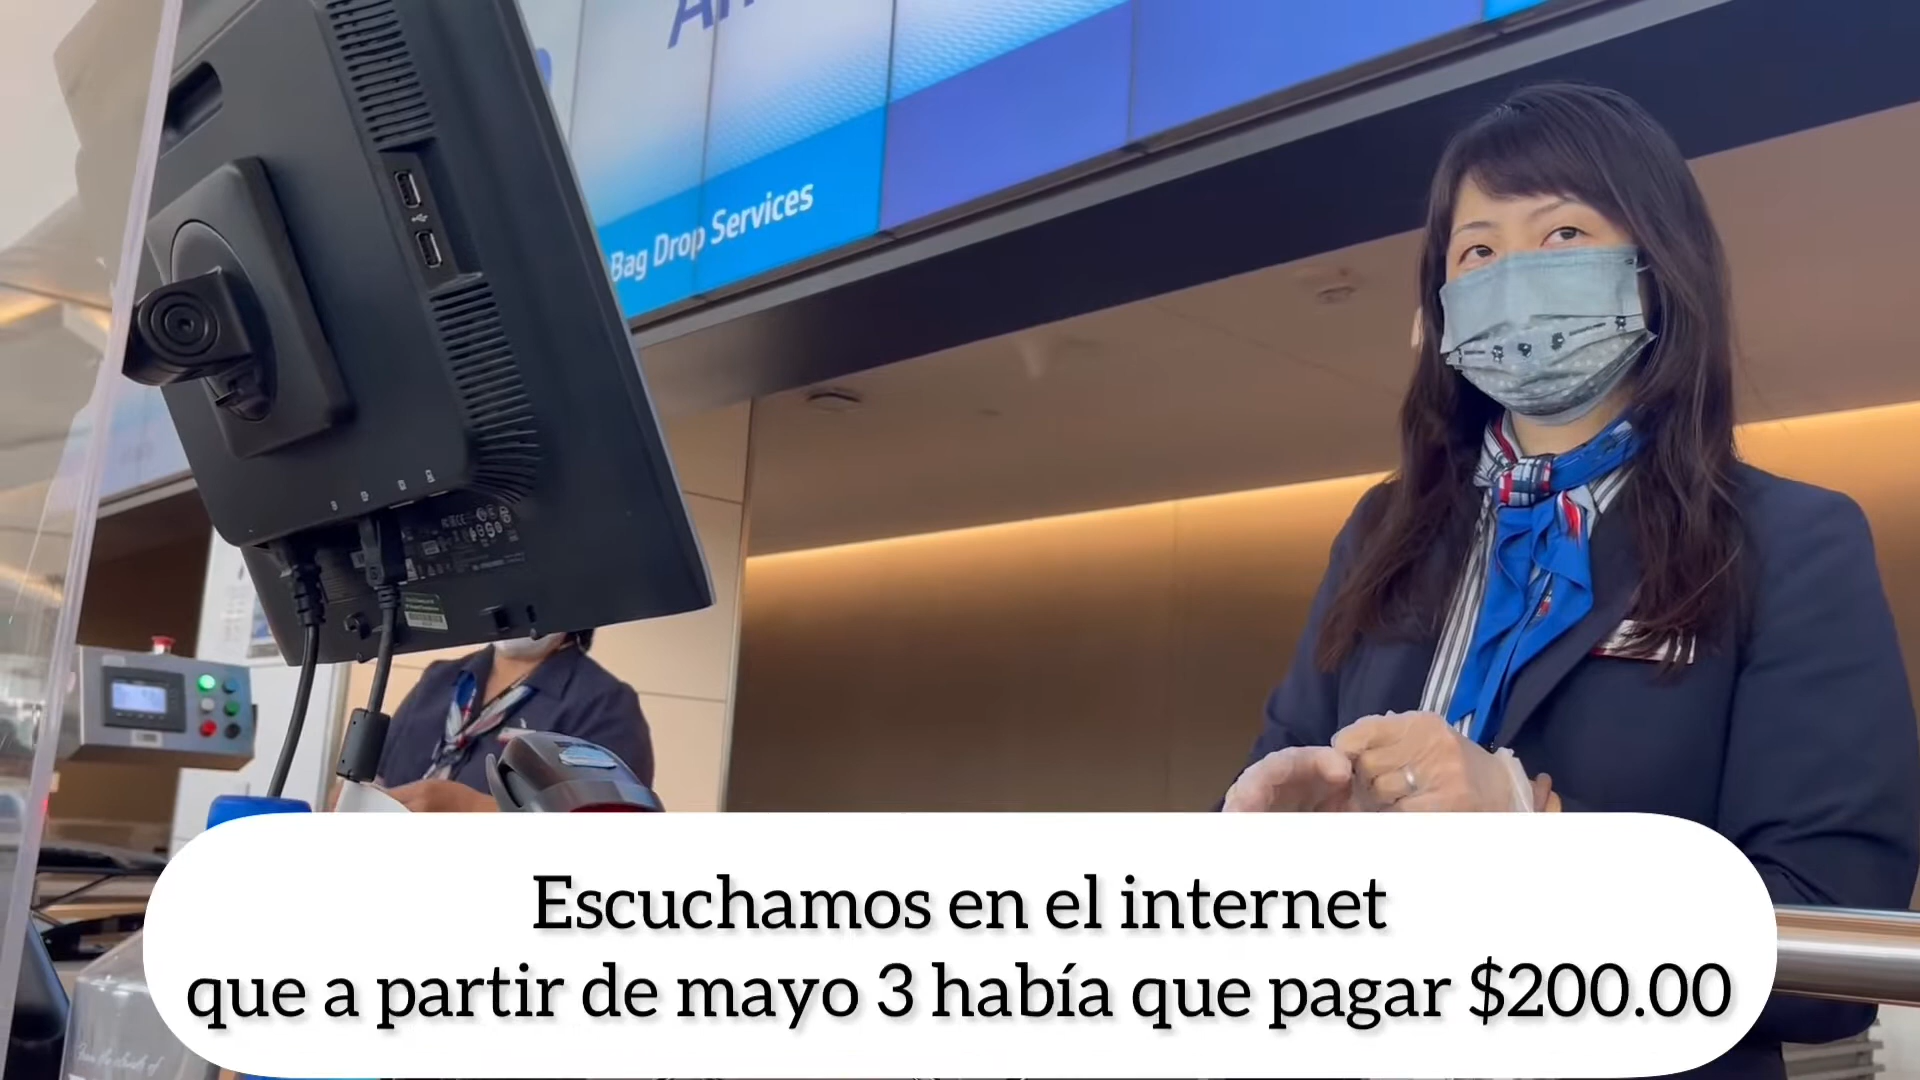 Bag Drop Services
Escuchamos en el internet
que a partir de mayo 3 había que pagar $200.00